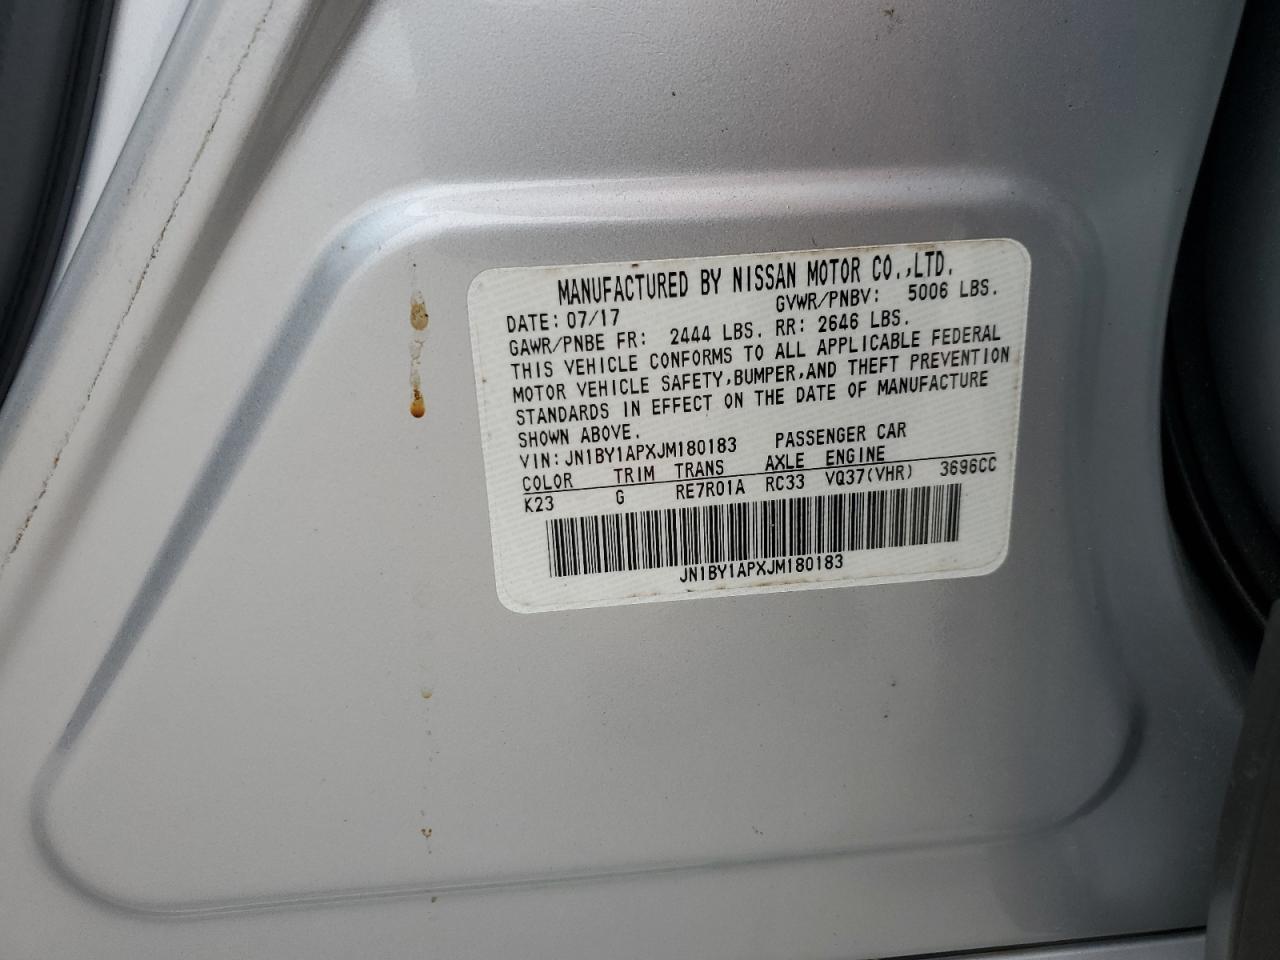 MANUFACTURED BY NISSAN MOTOR CO.,LTD.
DATE: 07/17 GVWR/PNBV: 5006 LBS.
GAWR/PNBE FR: 2444 LBS. RR: 2646 LBS.
THIS VEHICLE CONFORMS TO ALL APPLICABLE FEDERAL
MOTOR VEHICLE SAFETY,BUMPER,AND THEFT PREVENTION
STANDARDS IN EFFECT ON THE DATE OF MANUFACTURE
SHOWN ABOVE.
VIN: JN1BY1APXJM180183 PASSENGER CAR
COLOR TRIM TRANS AXLE ENGINE
K23 G RE7R01A RC33 VQ37(VHR) 3696CC
JN1BY1APXJM180183